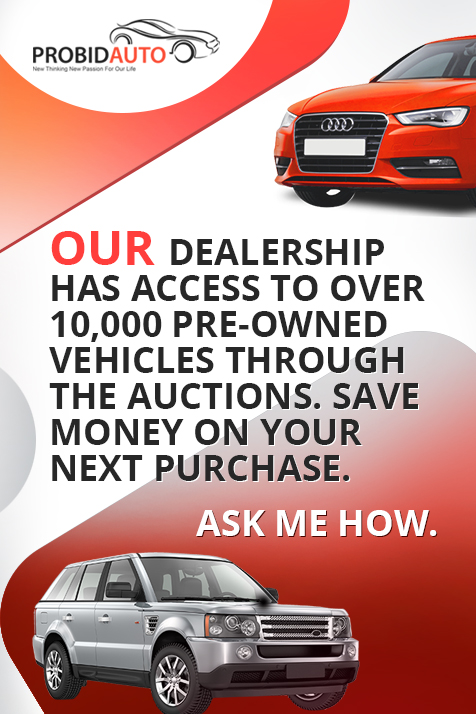 PROBIDAUTO
New Thinking New Passion For Our Life
OUR DEALERSHIP
HAS ACCESS TO OVER
10,000 PRE-OWNED
VEHICLES THROUGH
THE AUCTIONS. SAVE
MONEY ON YOUR
NEXT PURCHASE.
ASK ME HOW.